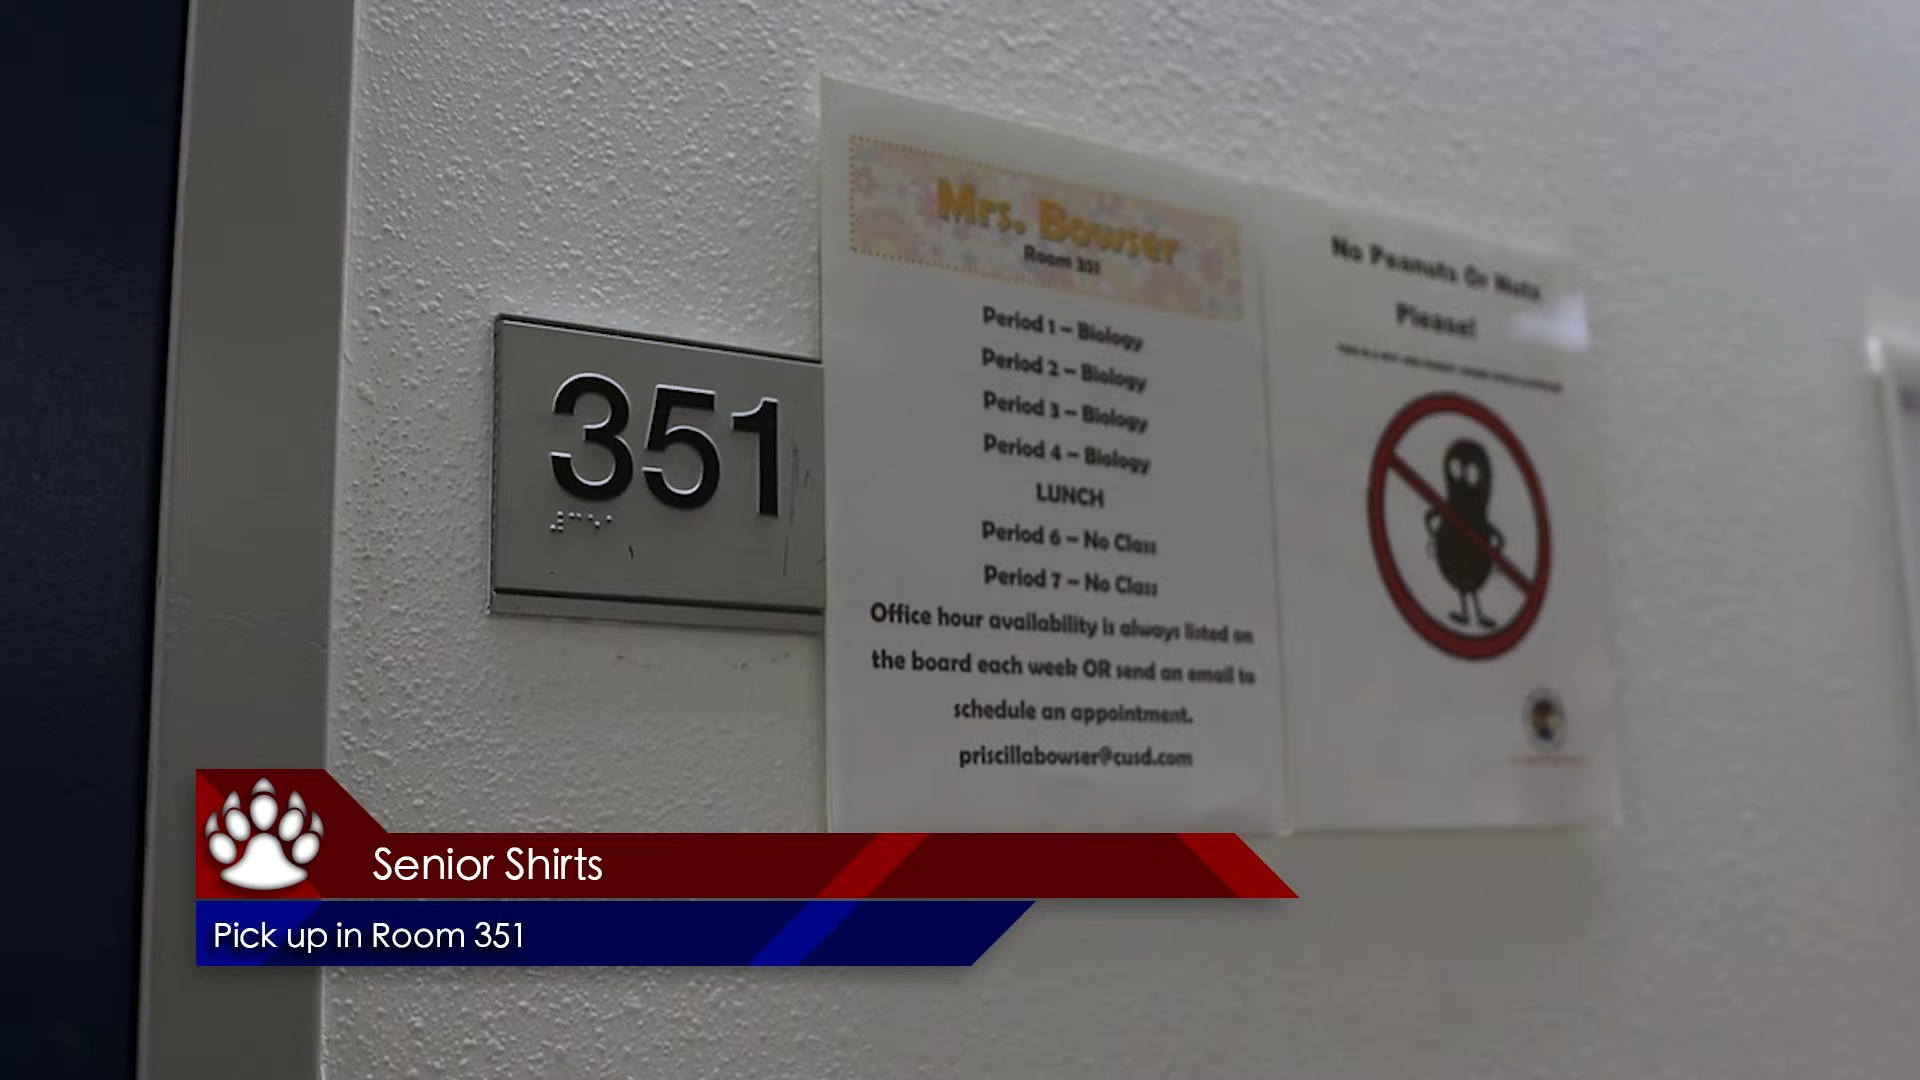 351
Mrs. Bowser
Room 351
Period 1 – Biology
Period 2 – Biology
Period 3 – Biology
Period 4 – Biology
LUNCH
Period 6 – No Class
Period 7 – No Class
Office hour availability is always listed on
the board each week OR send an email to
schedule an appointment.
priscillabowser@cusd.com
No Peanuts Or Nuts
Please!
Senior Shirts
Pick up in Room 351